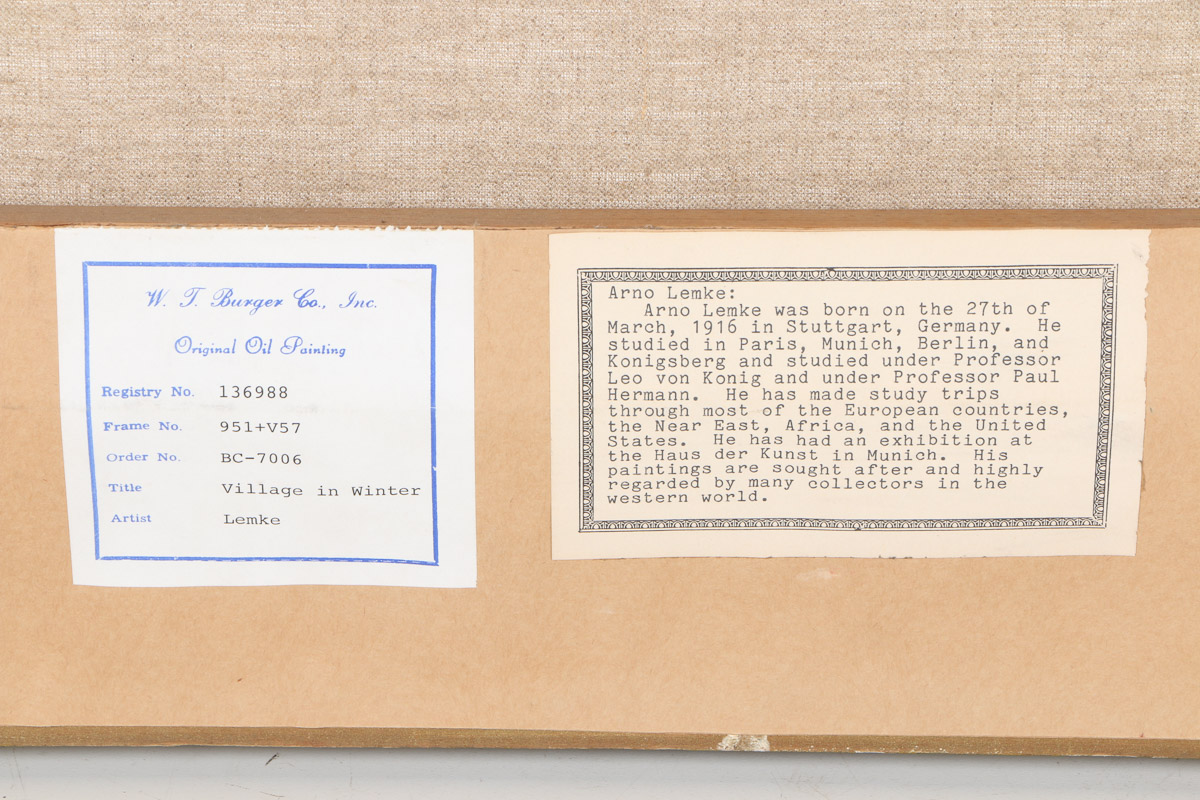 W. T. Burger Co., Inc.
Original Oil Painting
Registry No. 136988
Frame No. 951+V57
Order No. BC-7006
Title Village in Winter
Artist Lemke
Arno Lemke:
Arno Lemke was born on the 27th of
March, 1916 in Stuttgart, Germany. He
studied in Paris, Munich, Berlin, and
Konigsberg and studied under Professor
Leo von Konig and under Professor Paul
Hermann. He has made study trips
through most of the European countries,
the Near East, Africa, and the United
States. He has had an exhibition at
the Haus der Kunst in Munich. His
paintings are sought after and highly
regarded by many collectors in the
western world.